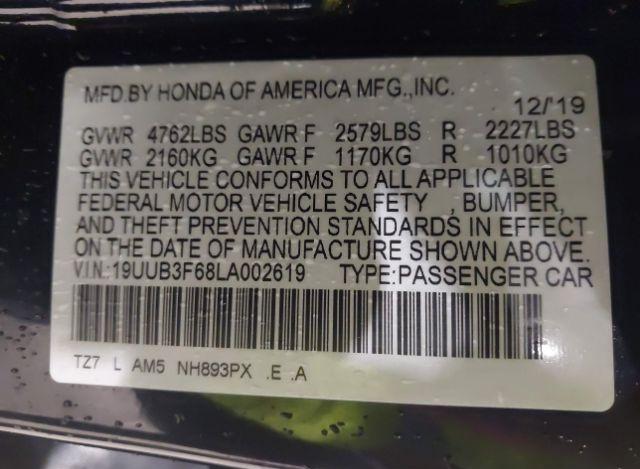 MFD.BY HONDA OF AMERICA MFG.,INC.
12/'19
GVWR 4762LBS GAWR F 2579LBS R 2227LBS
GVWR 2160KG GAWR F 1170KG R 1010KG
THIS VEHICLE CONFORMS TO ALL APPLICABLE
FEDERAL MOTOR VEHICLE SAFETY , BUMPER,
AND THEFT PREVENTION STANDARDS IN EFFECT
ON THE DATE OF MANUFACTURE SHOWN ABOVE.
VIN:19UUB3F68LA002619 TYPE:PASSENGER CAR
TZ7 L AM5 NH893PX .E .A